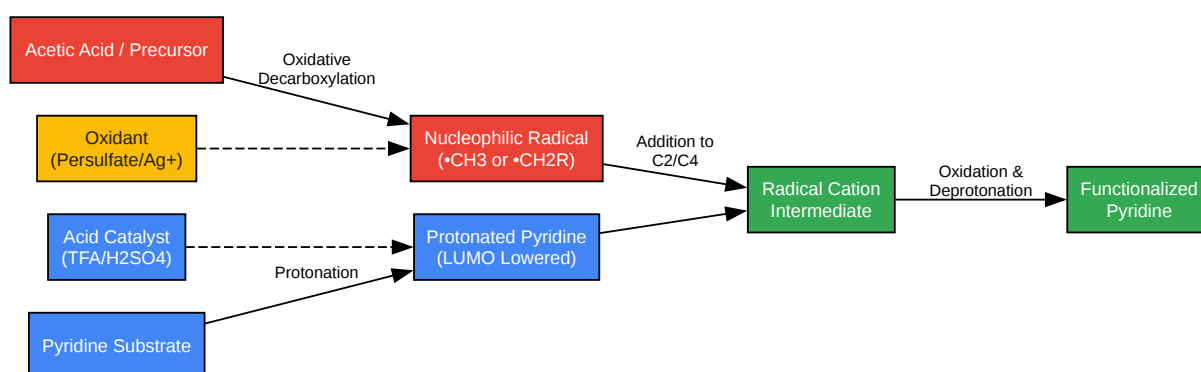 Acetic Acid / Precursor
Oxidative
Decarboxylation
Oxidant
(Persulfate/Ag+)
Nucleophilic Radical
(•CH3 or •CH2R)
Addition to
C2/C4
Radical Cation
Intermediate
Oxidation &
Deprotonation
Functionalized
Pyridine
Acid Catalyst
(TFA/H2SO4)
Protonated Pyridine
(LUMO Lowered)
Protonation
Pyridine Substrate